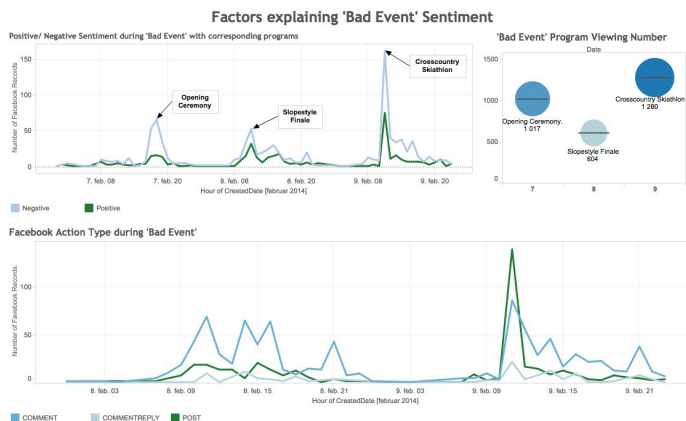 Factors explaining 'Bad Event' Sentiment
Positive/ Negative Sentiment during 'Bad Event' with corresponding programs
Number of Facebook Records
150
100
50
0
Opening
Ceremony
Slopestyle
Finale
Crosscountry
Skiathlon
7. feb. 08
7. feb. 20
8. feb. 08
8. feb. 20
9. feb. 08
9. feb. 20
Hour of CreatedDate [februar 2014]
Negative
Positive
'Bad Event' Program Viewing Number
Date
1500
1000
500
0
Opening Ceremony.
1 017
Slopestyle Finale
604
Crosscountry Skiathlon
1 280
7
8
9
Facebook Action Type during 'Bad Event'
Number of Favebook Records
100
50
0
8. feb. 03
8. feb. 09
8. feb. 15
8. feb. 21
9. feb. 03
9. feb. 09
9. feb. 15
9. feb. 21
Hour of CreatedDate [februar 2014]
COMMENT
COMMENTREPLY
POST